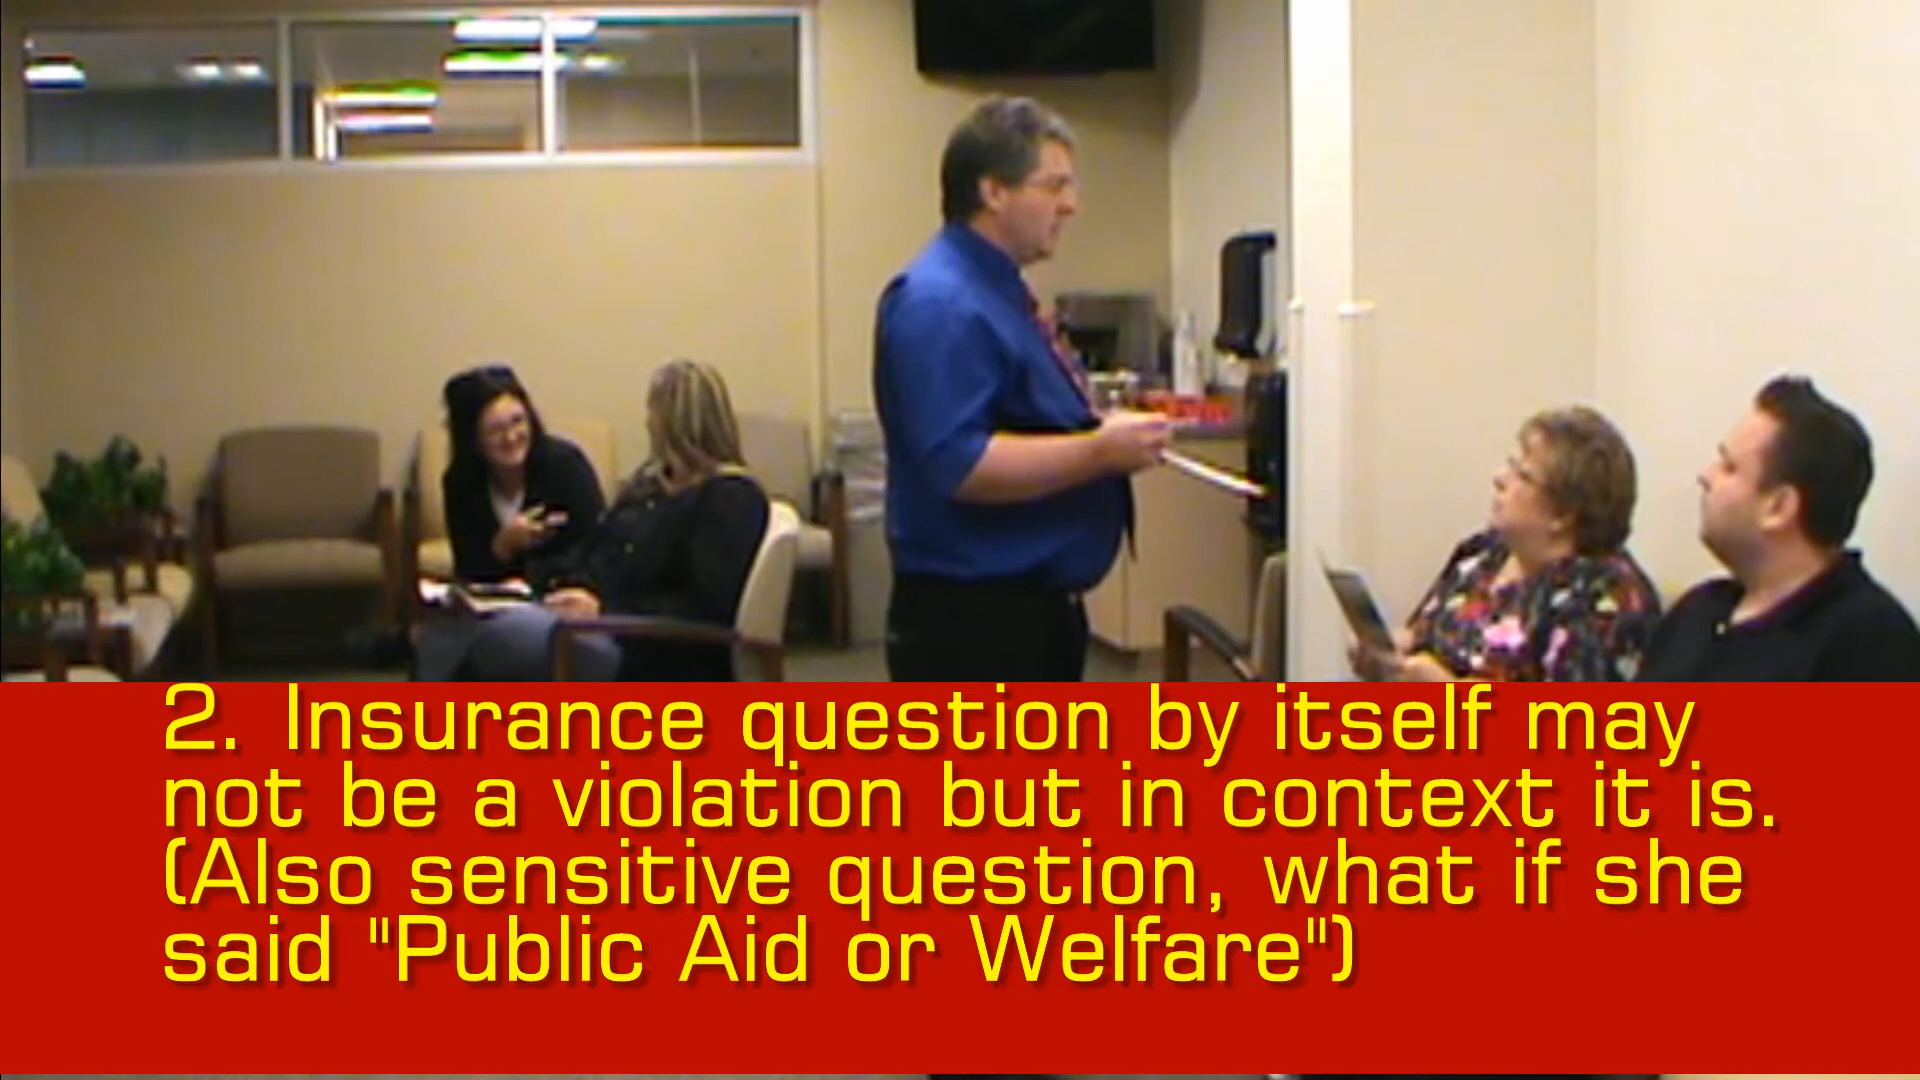 2. Insurance question by itself may
not be a violation but in context it is.
(Also sensitive question, what if she
said "Public Aid or Welfare")